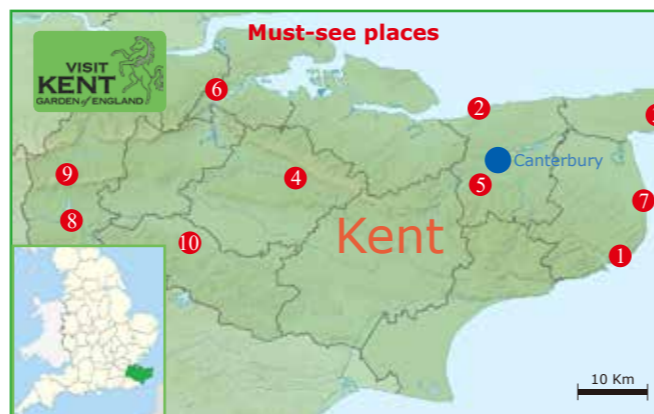 Must-see places
VISIT
KENT
GARDEN of ENGLAND
6
2
Canterbury
9
4
5
7
8
10
Kent
1
10 Km